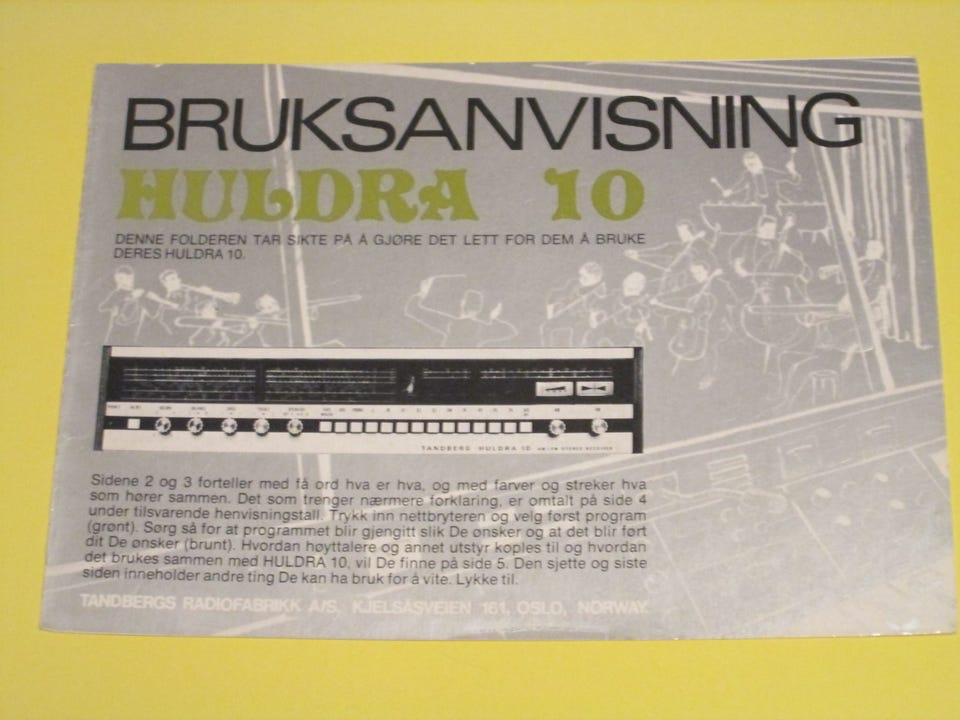 BRUKSANVISNING
HULDRA 10
DENNE FOLDEREN TAR SIKTE PÅ Å GJØRE DET LETT FOR DEM Å BRUKE
DERES HULDRA 10.
TANDBERG HULDRA 10 AM-FM STEREO RECEIVER
Sidene 2 og 3 forteller med få ord hva er hva, og med farver og streker hva
som hører sammen. Det som trenger nærmere forklaring, er omtalt på side 4
under tilsvarende henvisningstall. Trykk inn nettbryteren og velg først program
(grønt). Sørg så for at programmet blir gjengitt slik De ønsker og at det blir ført
dit De ønsker (brunt). Hvordan høyttalere og annet utstyr koples til og hvordan
det brukes sammen med HULDRA 10, vil De finne på side 5. Den sjette og siste
siden inneholder andre ting De kan ha bruk for å vite. Lykke til.
TANDBERGS RADIOFABRIKK A/S, KJELSÅSVEIEN 161, OSLO, NORWAY.